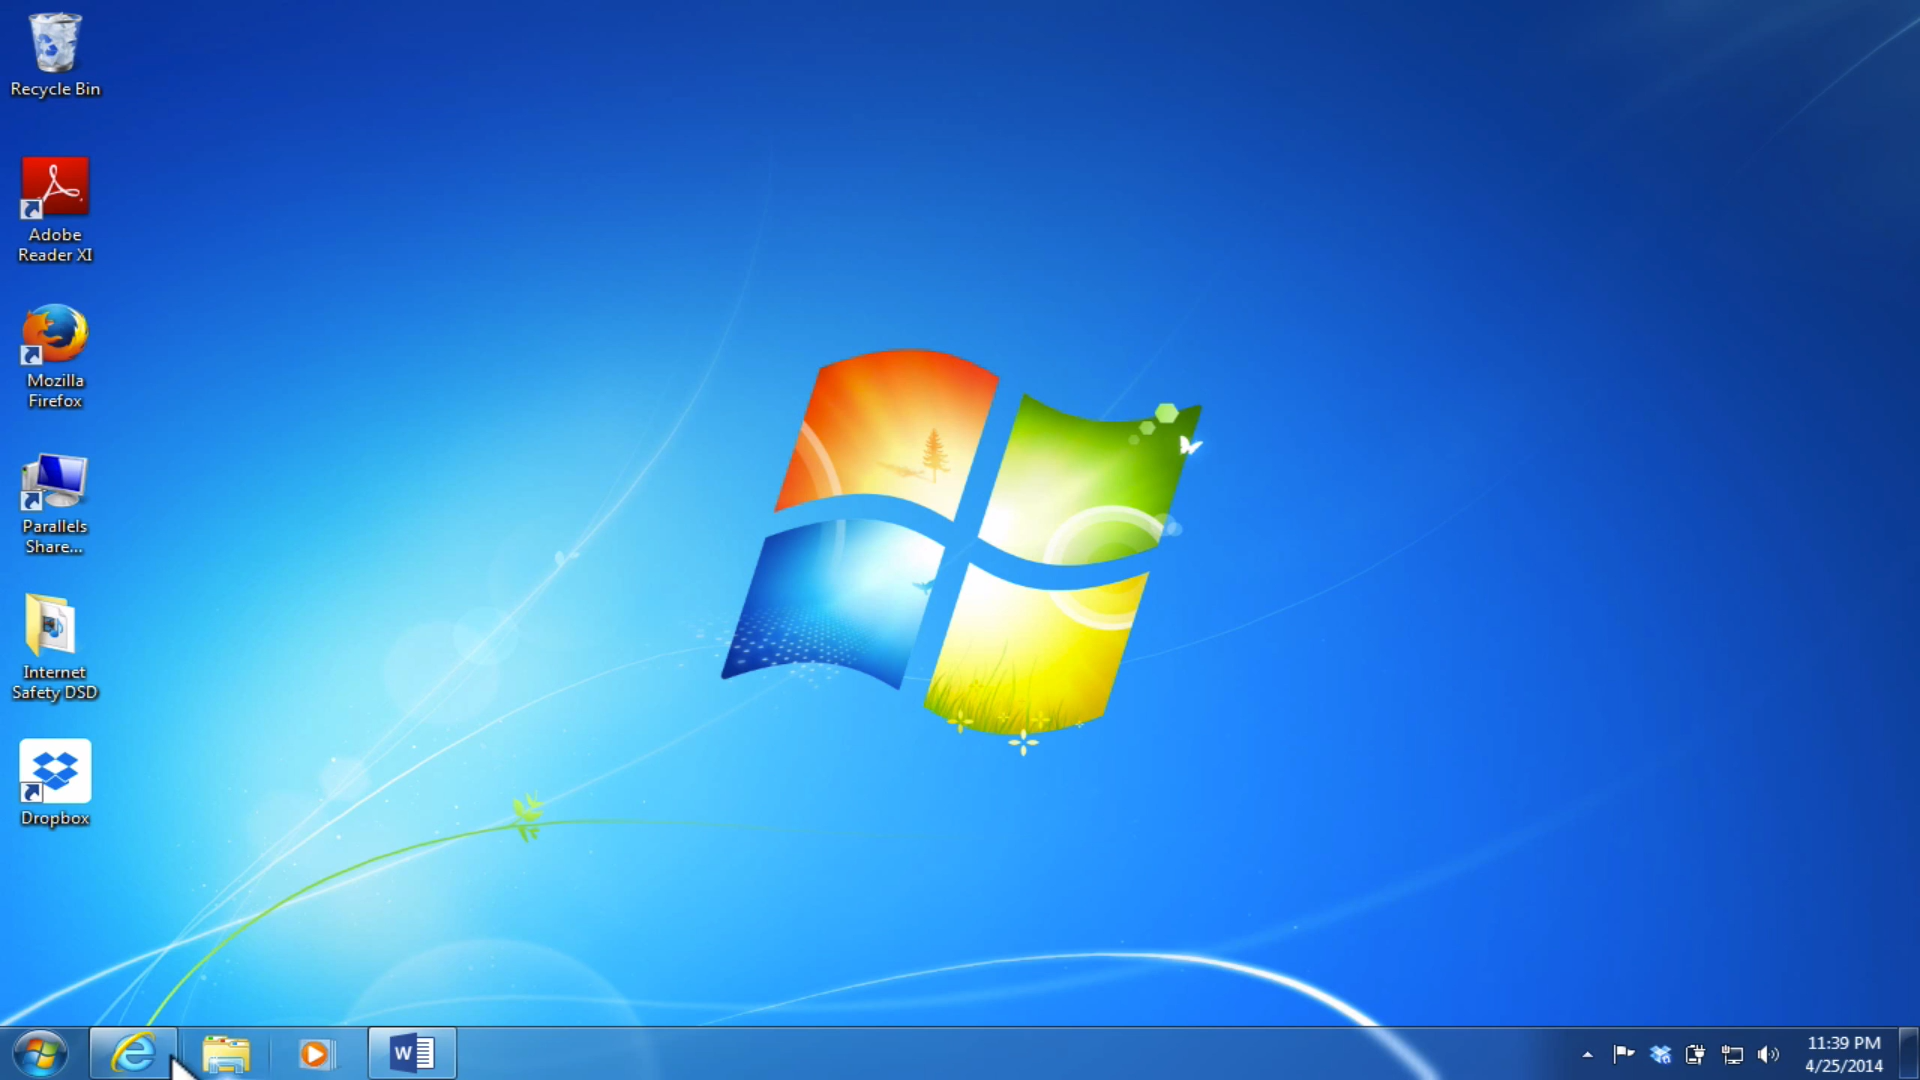 Recycle Bin
Adobe
Reader XI
Mozilla
Firefox
Parallels
Share...
Internet
Safety DSD
Dropbox
W
11:39 PM
4/25/2014